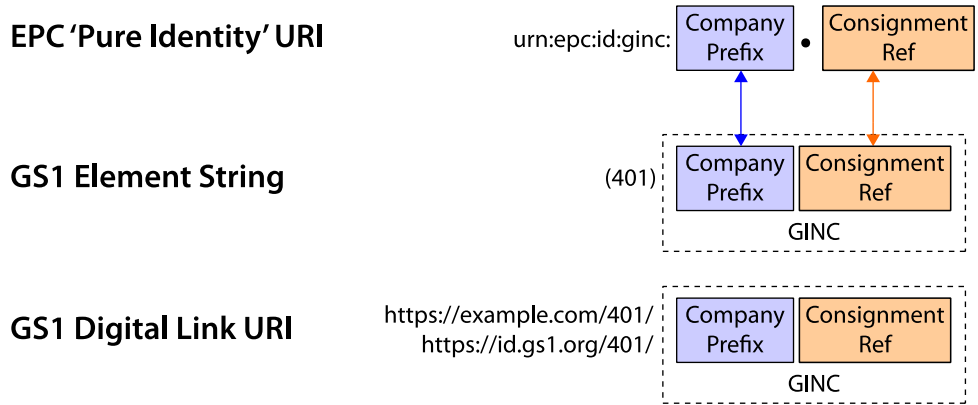 EPC ‘Pure Identity’ URI
urn:epc:id:ginc:
Company
Prefix
•
Consignment
Ref
GS1 Element String
(401)
Company
Prefix
Consignment
Ref
GINC
GS1 Digital Link URI
https://example.com/401/
https://id.gs1.org/401/
Company
Prefix
Consignment
Ref
GINC